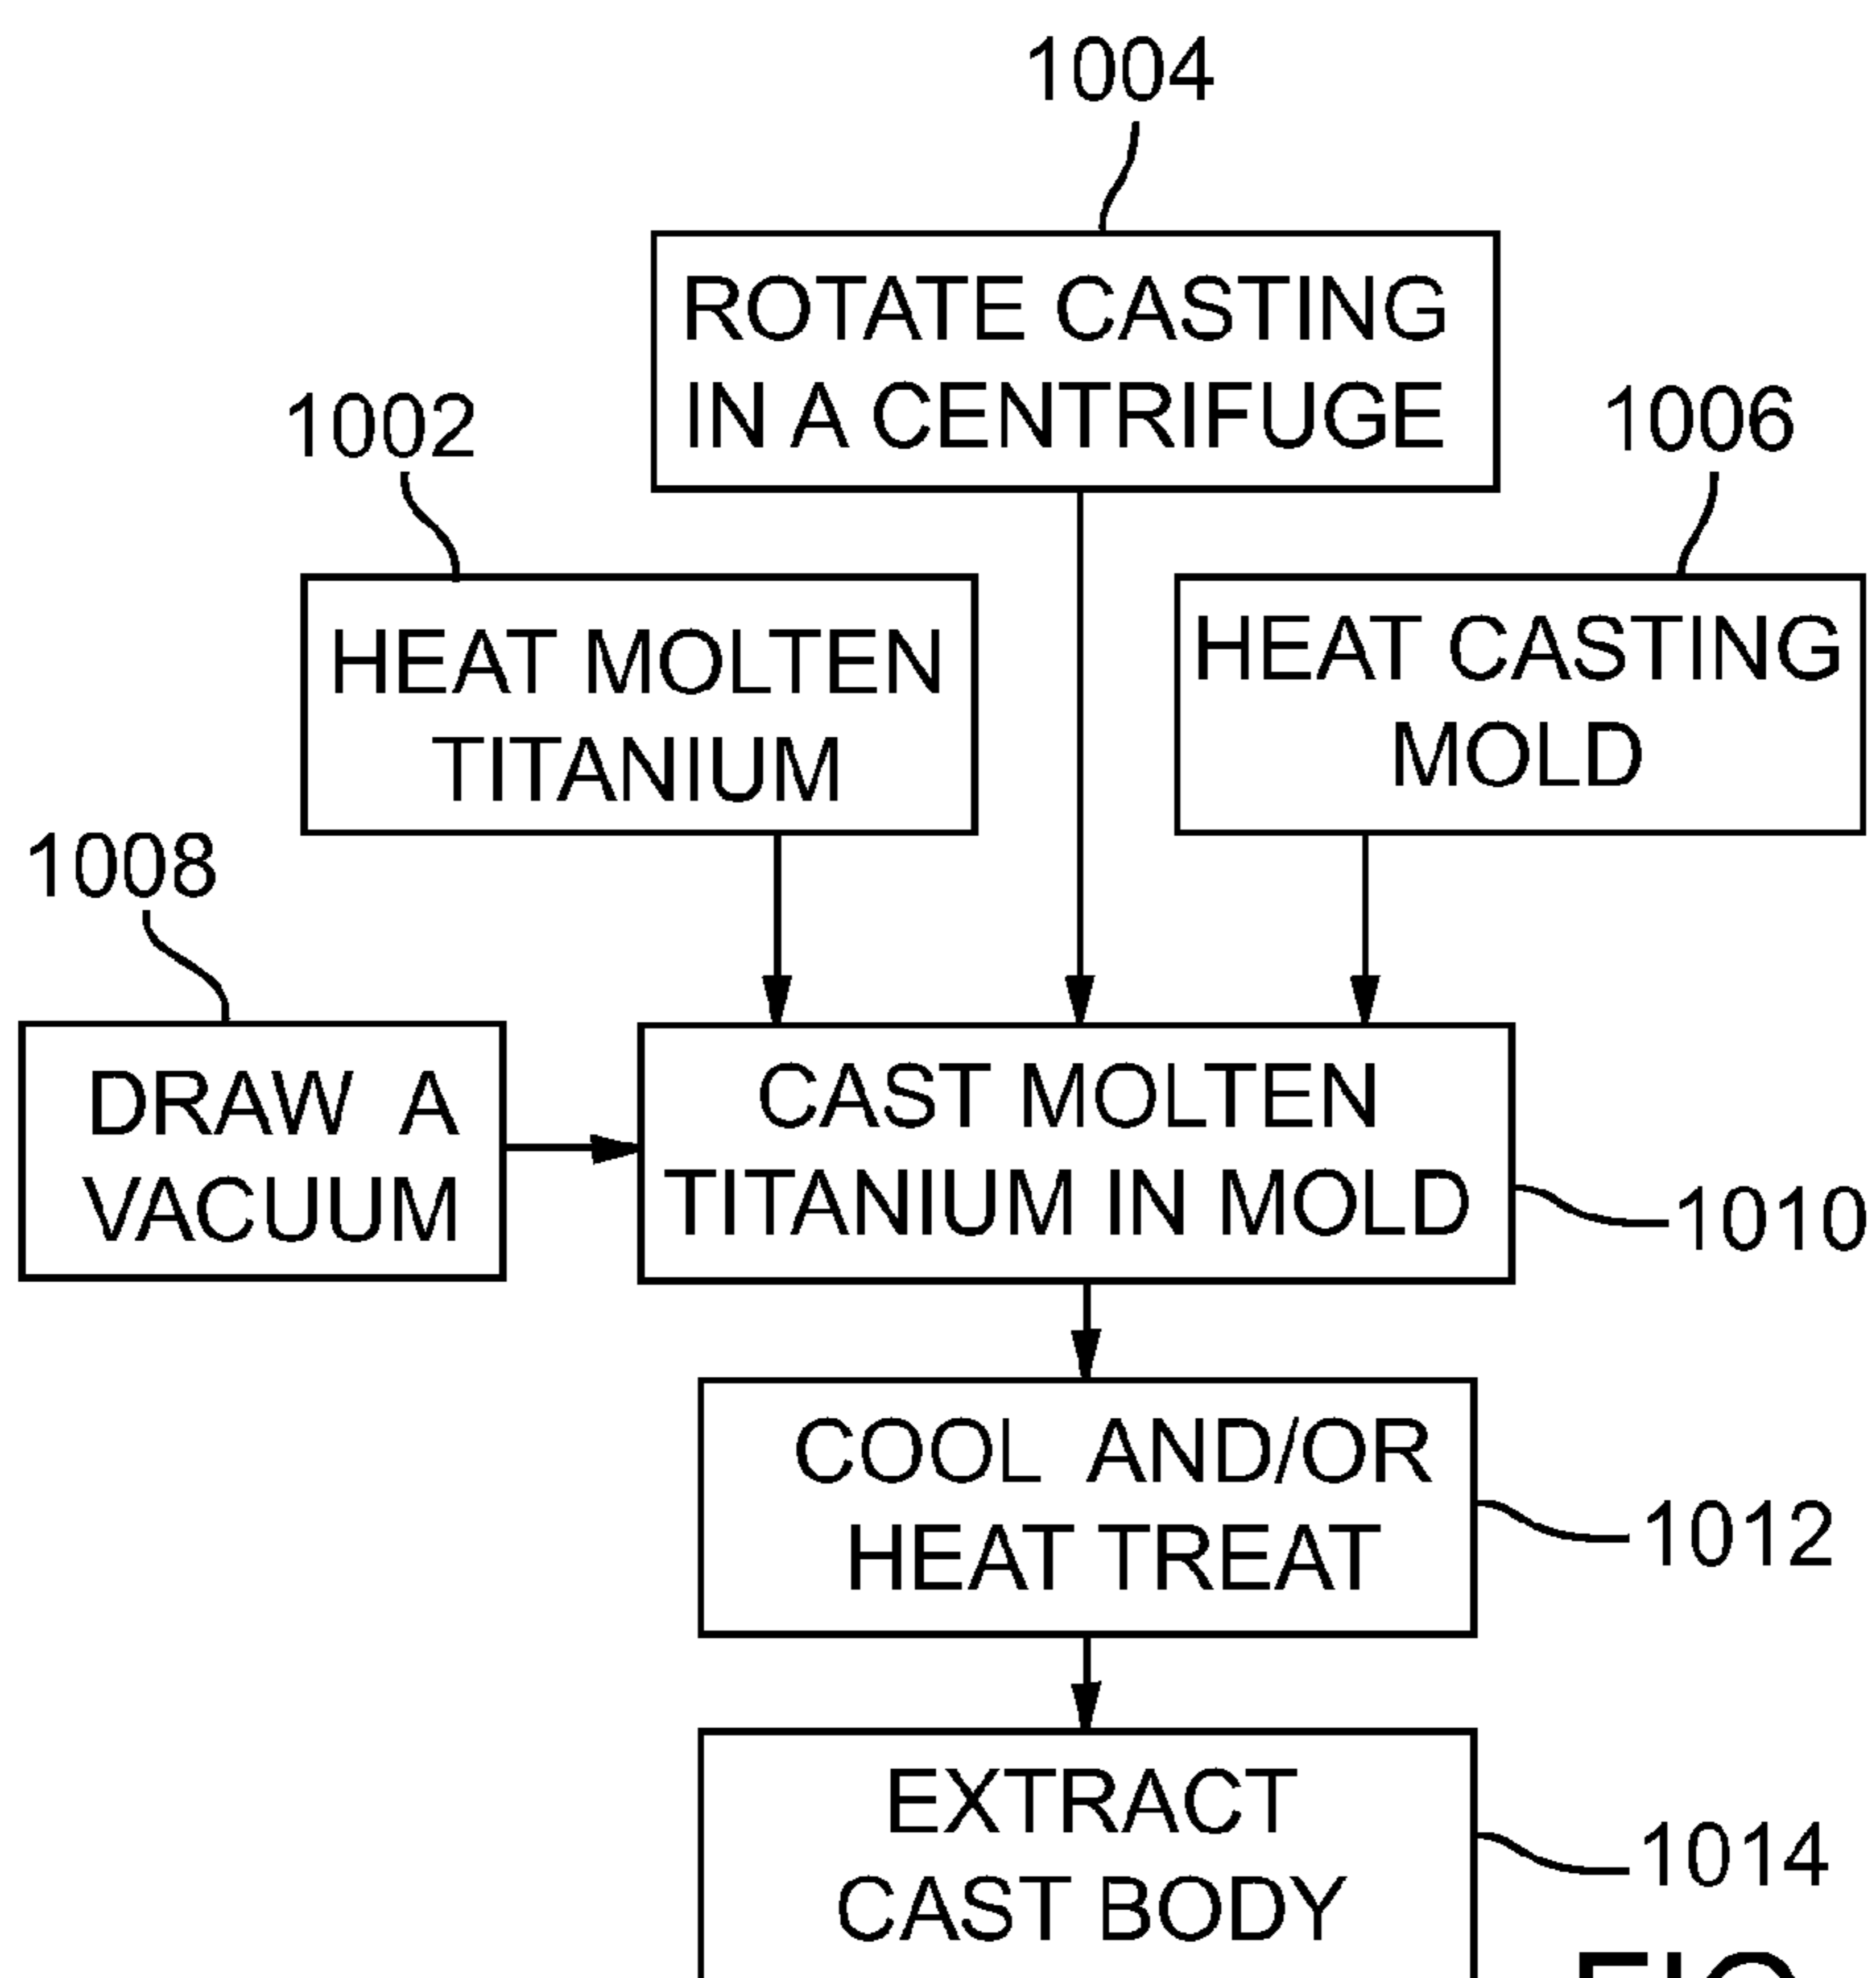 1004
ROTATE CASTING
IN A CENTRIFUGE
1002
1006
HEAT MOLTEN
TITANIUM
HEAT CASTING
MOLD
1008
DRAW A
VACUUM
CAST MOLTEN
TITANIUM IN MOLD
1010
COOL AND/OR
HEAT TREAT
1012
EXTRACT
CAST BODY
1014